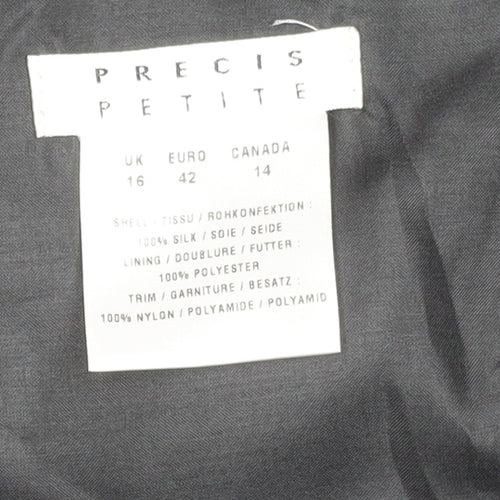 PRECIS
PETITE
UK EURO CANADA
16 42 14
SHELL / TISSU / ROHKONFEKTION :
100% SILK / SOIE / SEIDE
LINING / DOUBLURE / FUTTER :
100% POLYESTER
TRIM / GARNITURE / BESATZ :
100% NYLON / POLYAMIDE / POLYAMID